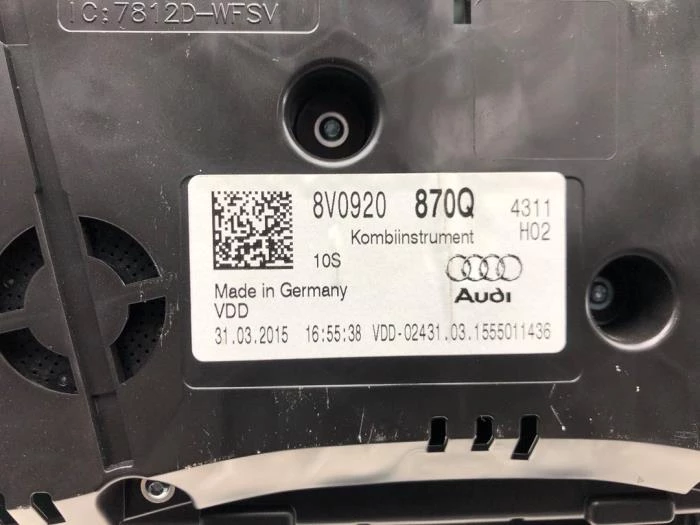 IC:7812D-WFSV
8V0920 870Q 4311
Kombiinstrument H02
10S
Audi
Made in Germany
VDD
31.03.2015 16:55:38 VDD-02431.03.1555011436